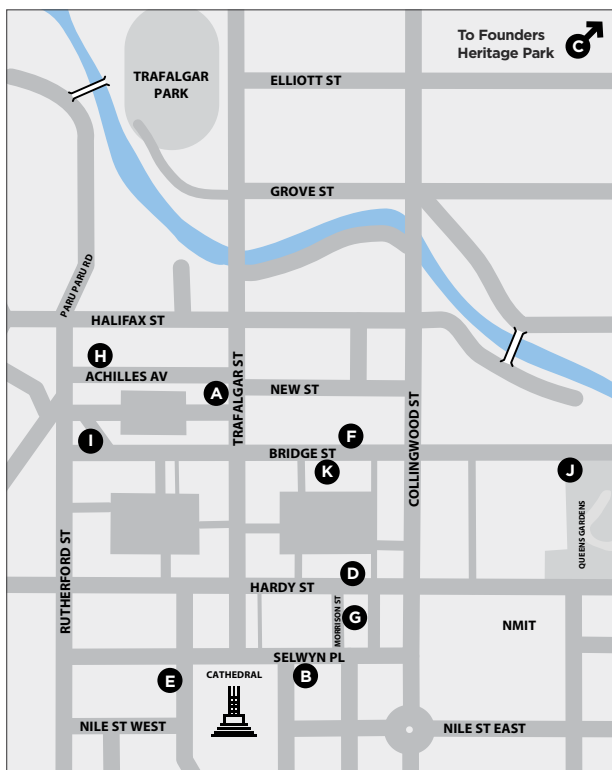 To Founders
Heritage Park
C
TRAFALGAR
PARK
ELLIOTT ST
GROVE ST
PARU PARU RD
HALIFAX ST
H
ACHILLES AV
A
NEW ST
TRAFALGAR ST
COLLINGWOOD ST
I
F
BRIDGE ST
K
J
QUEENS GARDENS
RUTHERFORD ST
D
HARDY ST
MORRISON ST
G
NMIT
SELWYN PL
E
CATHEDRAL
B
NILE ST WEST
NILE ST EAST